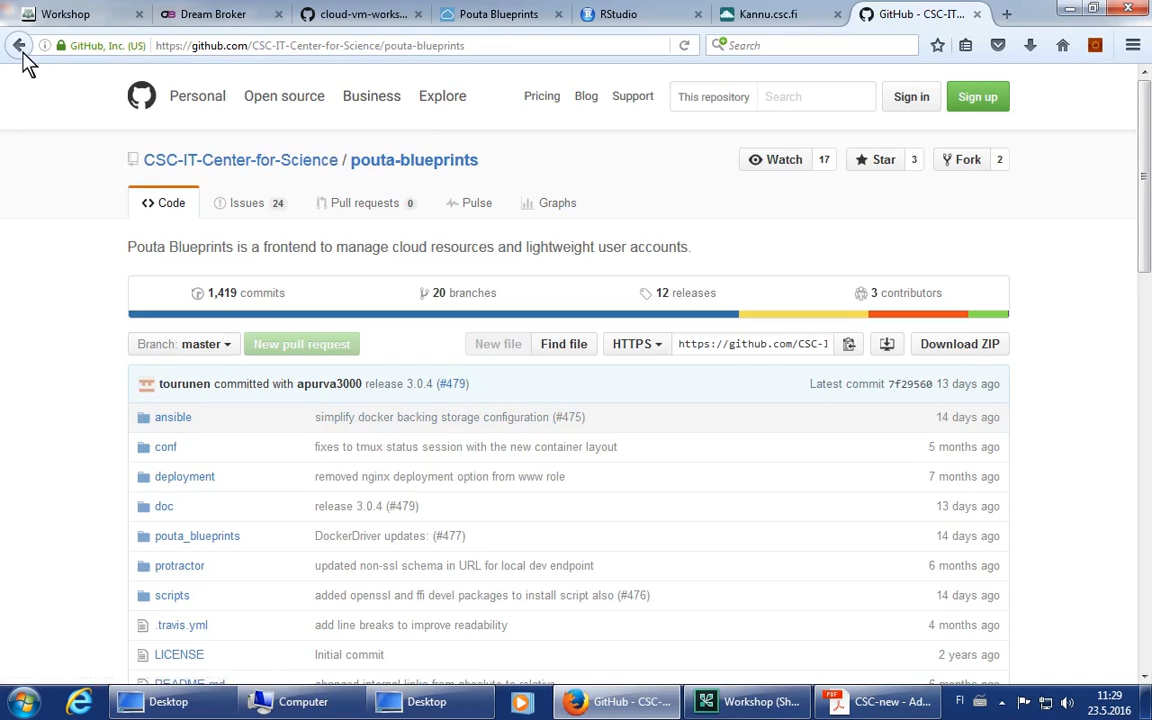 Workshop
Dream Broker
cloud-vm-works...
Pouta Blueprints
RStudio
Kannu.csc.fi
GitHub - CSC-IT...
GitHub, Inc. (US)
https://github.com/CSC-IT-Center-for-Science/pouta-blueprints
Search
Personal Open source Business Explore
Pricing Blog Support
This repository Search
Sign in
Sign up
CSC-IT-Center-for-Science / pouta-blueprints
Watch 17
Star 3
Fork 2
Code
Issues 24
Pull requests 0
Pulse
Graphs
Pouta Blueprints is a frontend to manage cloud resources and lightweight user accounts.
1,419 commits
20 branches
12 releases
3 contributors
Branch: master
New pull request
New file
Find file
HTTPS
https://github.com/CSC-I
Download ZIP
tourunen committed with apurva3000 release 3.0.4 (#479)
Latest commit 7f29560 13 days ago
ansible simplify docker backing storage configuration (#475) 14 days ago
conf fixes to tmux status session with the new container layout 5 months ago
deployment removed nginx deployment option from www role 7 months ago
doc release 3.0.4 (#479) 13 days ago
pouta_blueprints DockerDriver updates: (#477) 14 days ago
protractor updated non-ssl schema in URL for local dev endpoint 6 months ago
scripts added openssl and ffi devel packages to install script also (#476) 14 days ago
.travis.yml add line breaks to improve readability 4 months ago
LICENSE Initial commit 2 years ago
README.md changed internal links from absolute to relative 6 months ago
Desktop
Computer
Desktop
GitHub - CSC-...
Workshop (Sh...
CSC-new - Ad...
FI
11:29
23.5.2016